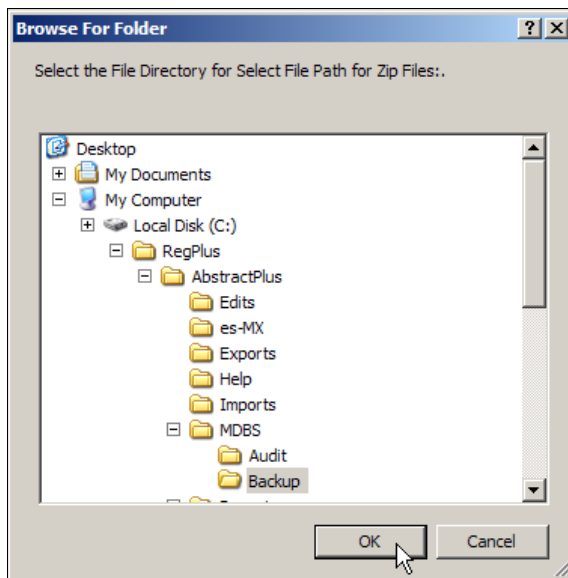 Browse For Folder
Select the File Directory for Select File Path for Zip Files:.
Desktop
My Documents
My Computer
Local Disk (C:)
RegPlus
AbstractPlus
Edits
es-MX
Exports
Help
Imports
MDBS
Audit
Backup
OK Cancel